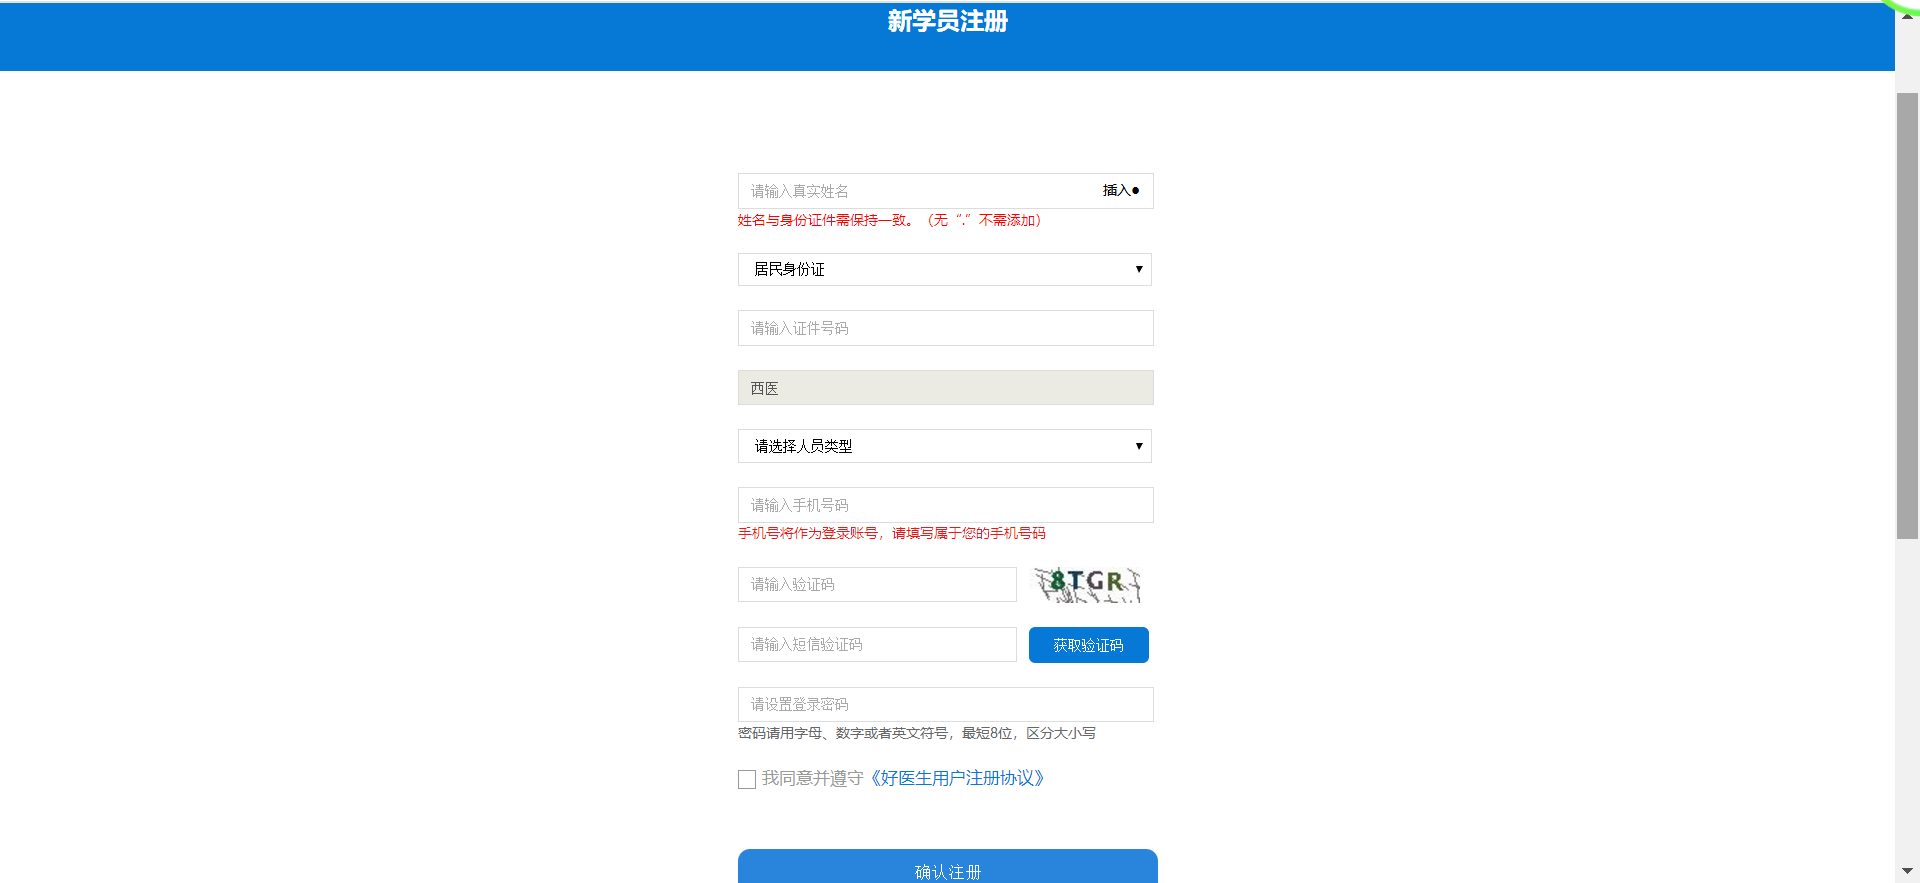 新学员注册
请输入真实姓名 插入●
姓名与身份证件需保持一致。（无“.”不需添加）
居民身份证
请输入证件号码
西医
请选择人员类型
请输入手机号码
手机号将作为登录账号，请填写属于您的手机号码
请输入验证码 8TGR
请输入短信验证码 获取验证码
请设置登录密码
密码请用字母、数字或者英文符号，最短8位，区分大小写
我同意并遵守《好医生用户注册协议》
确认注册